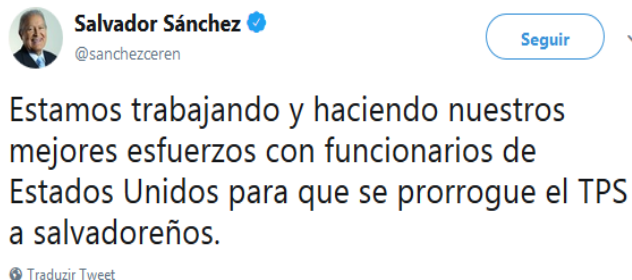 Salvador Sánchez
@sanchezceren
Seguir
Estamos trabajando y haciendo nuestros
mejores esfuerzos con funcionarios de
Estados Unidos para que se prorrogue el TPS
a salvadoreños.
Traduzir Tweet